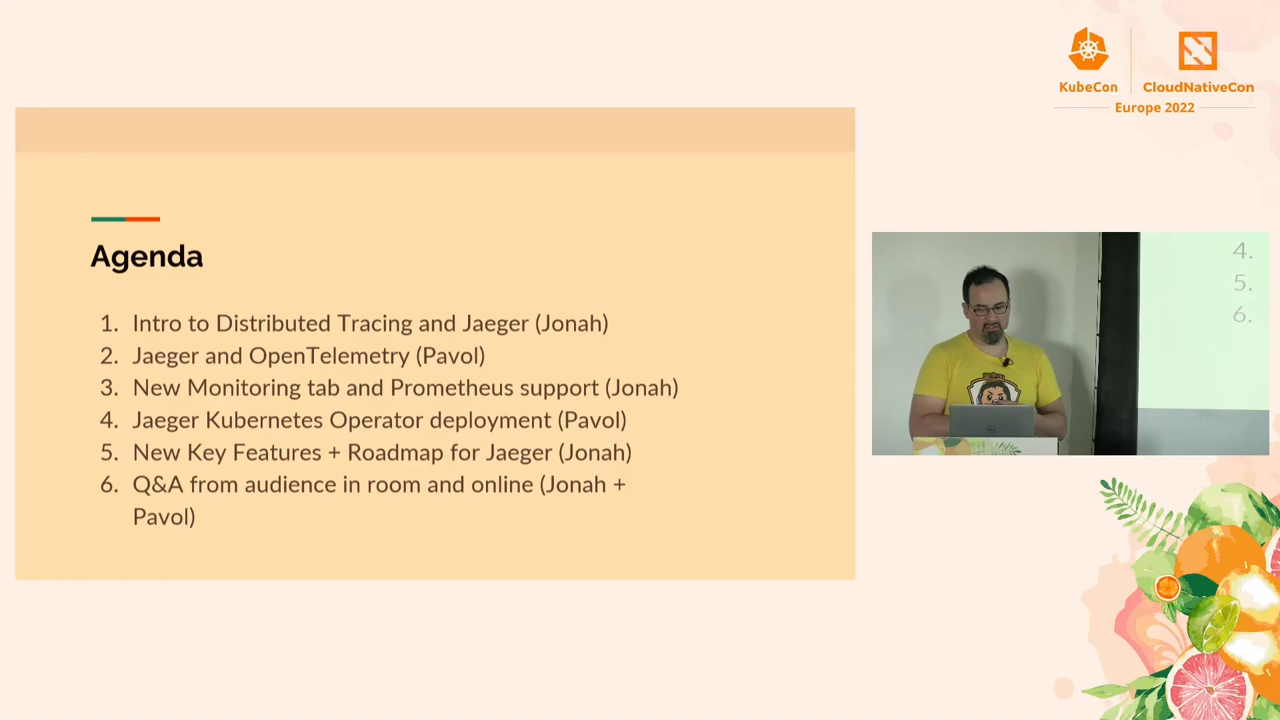 KubeCon
CloudNativeCon
Europe 2022
Agenda
1. Intro to Distributed Tracing and Jaeger (Jonah)
2. Jaeger and OpenTelemetry (Pavol)
3. New Monitoring tab and Prometheus support (Jonah)
4. Jaeger Kubernetes Operator deployment (Pavol)
5. New Key Features + Roadmap for Jaeger (Jonah)
6. Q&A from audience in room and online (Jonah +
Pavol)
4.
5.
6.